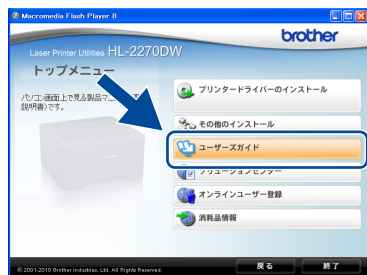 Macromedia Flash Player 8
brother
Laser Printer Utilities HL-2270DW
トップメニュー
パソコン画面上で見る製品マニ
説明書)です。
プリンタードライバーのインストール
その他のインストール
ユーザーズガイド
ソリューションセンター
オンラインユーザー登録
消耗品情報
© 2001-2010 Brother Industries, Ltd. All Rights Reserved.
戻る
終了